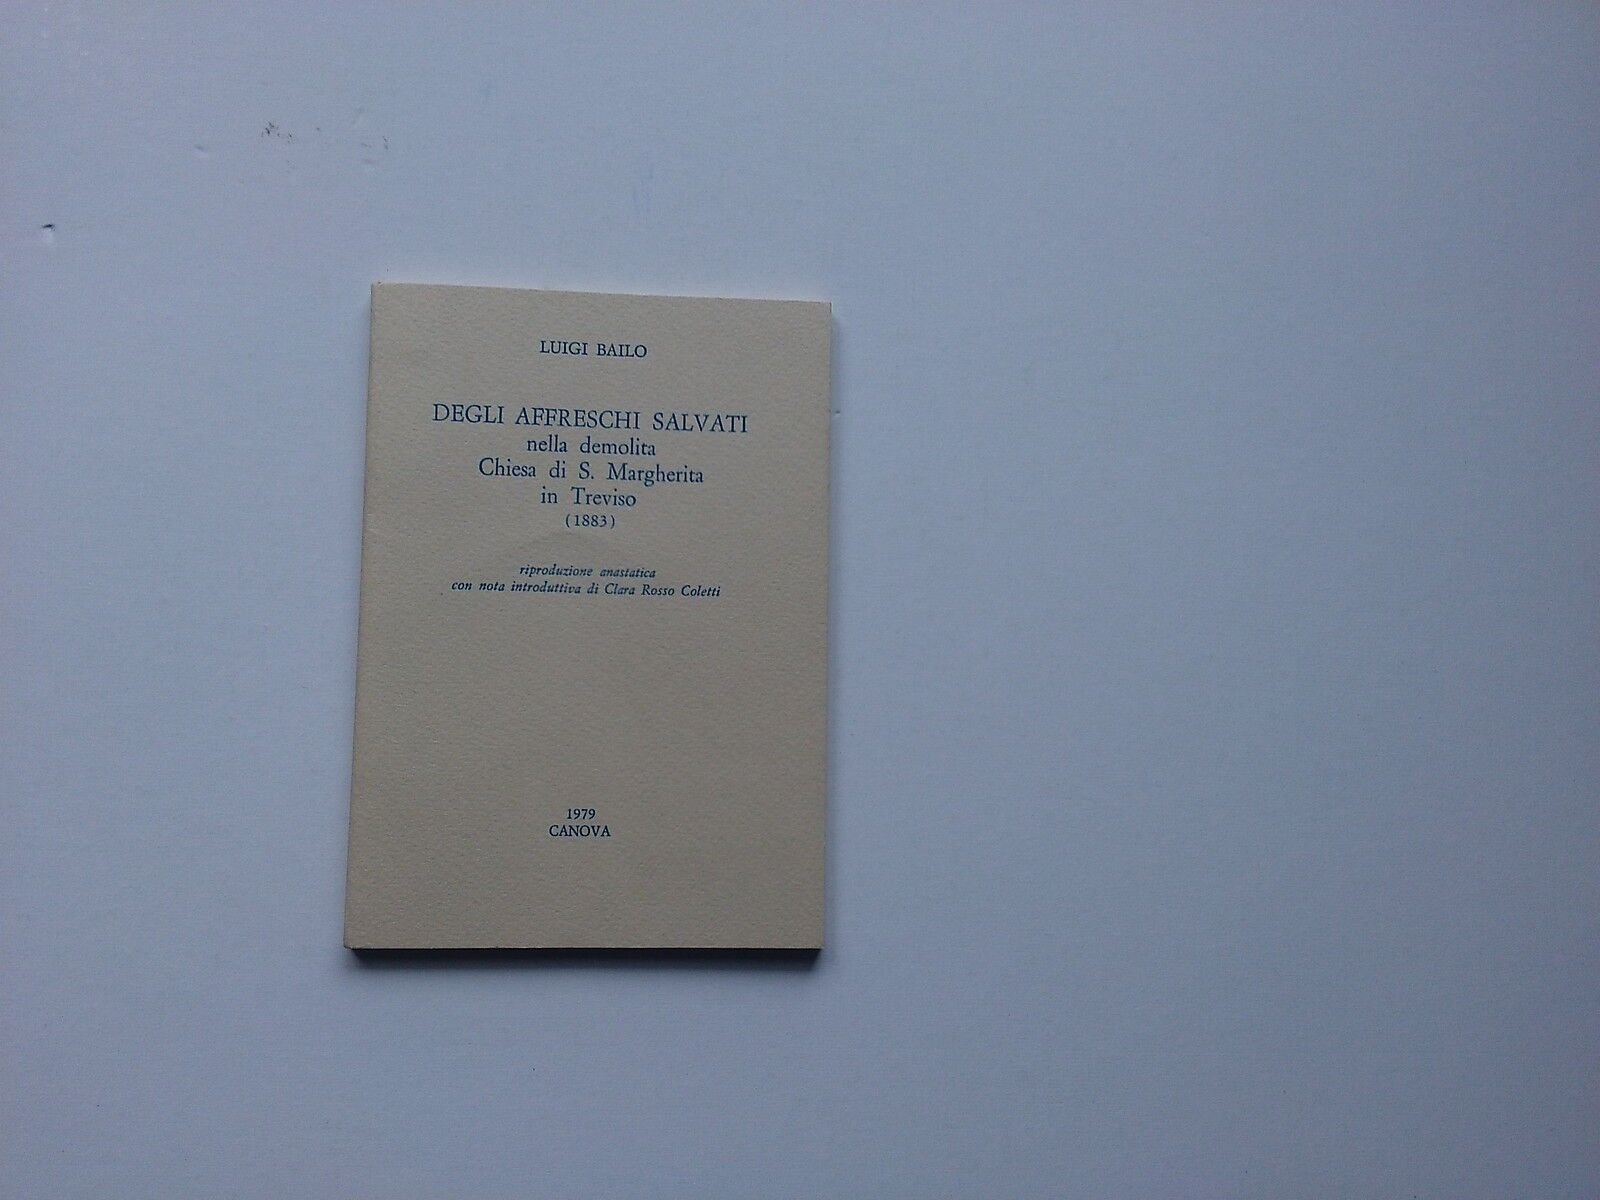 LUIGI BAILO
DEGLI AFFRESCHI SALVATI
nella demolita
Chiesa di S. Margherita
in Treviso
(1883)
riproduzione anastatica
con nota introduttiva di Clara Rosso Coletti
1979
CANOVA